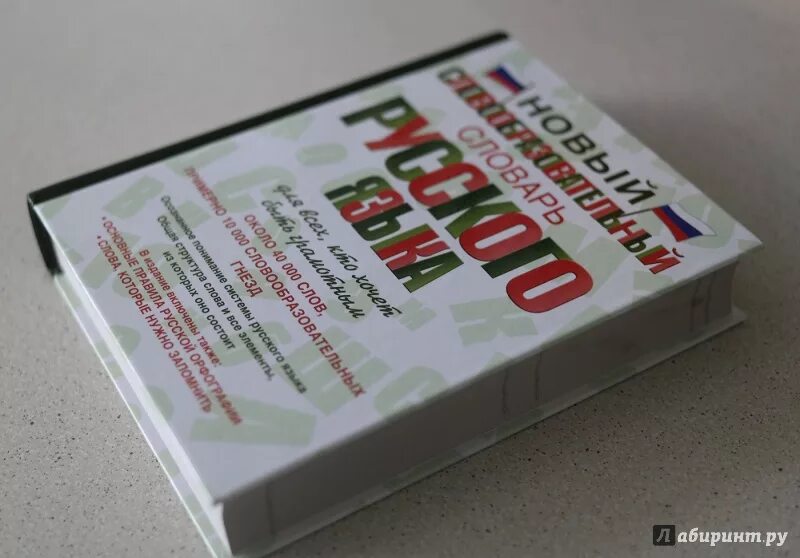 НОВЫЙ
СЛОВООБРАЗОВАТЕЛЬНЫЙ
СЛОВАРЬ
РУССКОГО
ЯЗЫКА
для всех, кто хочет
быть грамотным
ОКОЛО 40 000 СЛОВ,
ПРИМЕРНО 10 000 СЛОВООБРАЗОВАТЕЛЬНЫХ
ГНЕЗД
Осознанное понимание системы русского языка
Общая структура слова и все элементы,
из которых оно состоит
В издание включены также:
• ОСНОВНЫЕ ПРАВИЛА РУССКОЙ ОРФОГРАФИИ
• СЛОВА, КОТОРЫЕ НУЖНО ЗАПОМНИТЬ
Лабиринт.ру